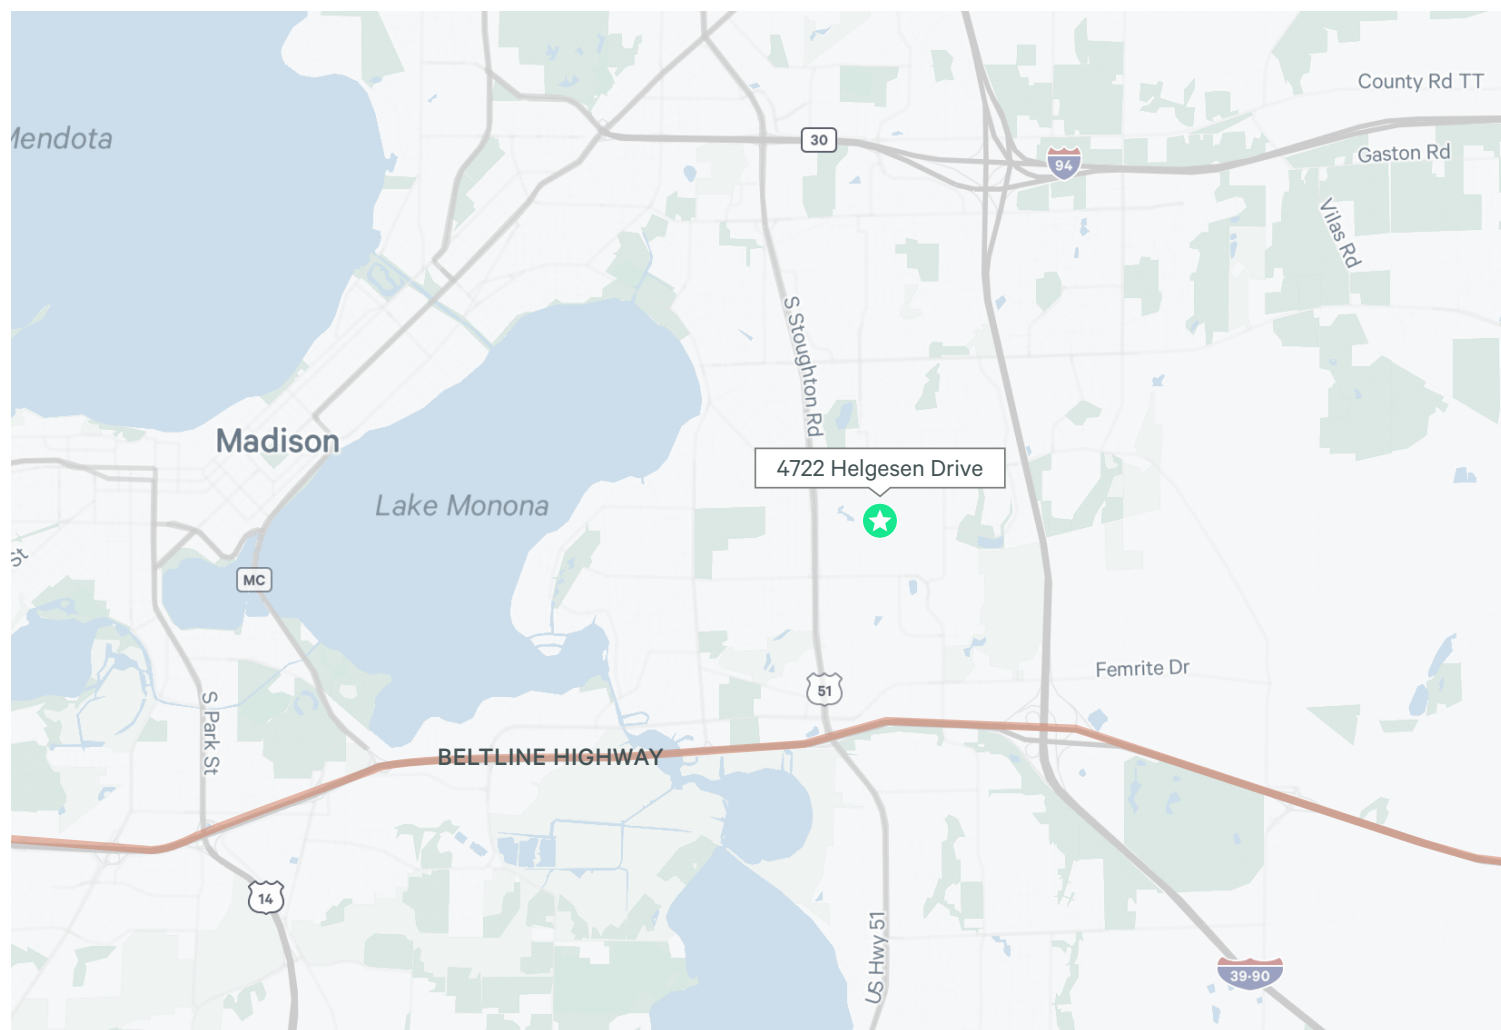 County Rd TT
Mendota
30
Gaston Rd
94
Vilas Rd
S Stoughton Rd
Madison
4722 Helgesen Drive
Lake Monona
St
MC
Femrite Dr
51
S Park St
BELTLINE HIGHWAY
14
US Hwy 51
39-90